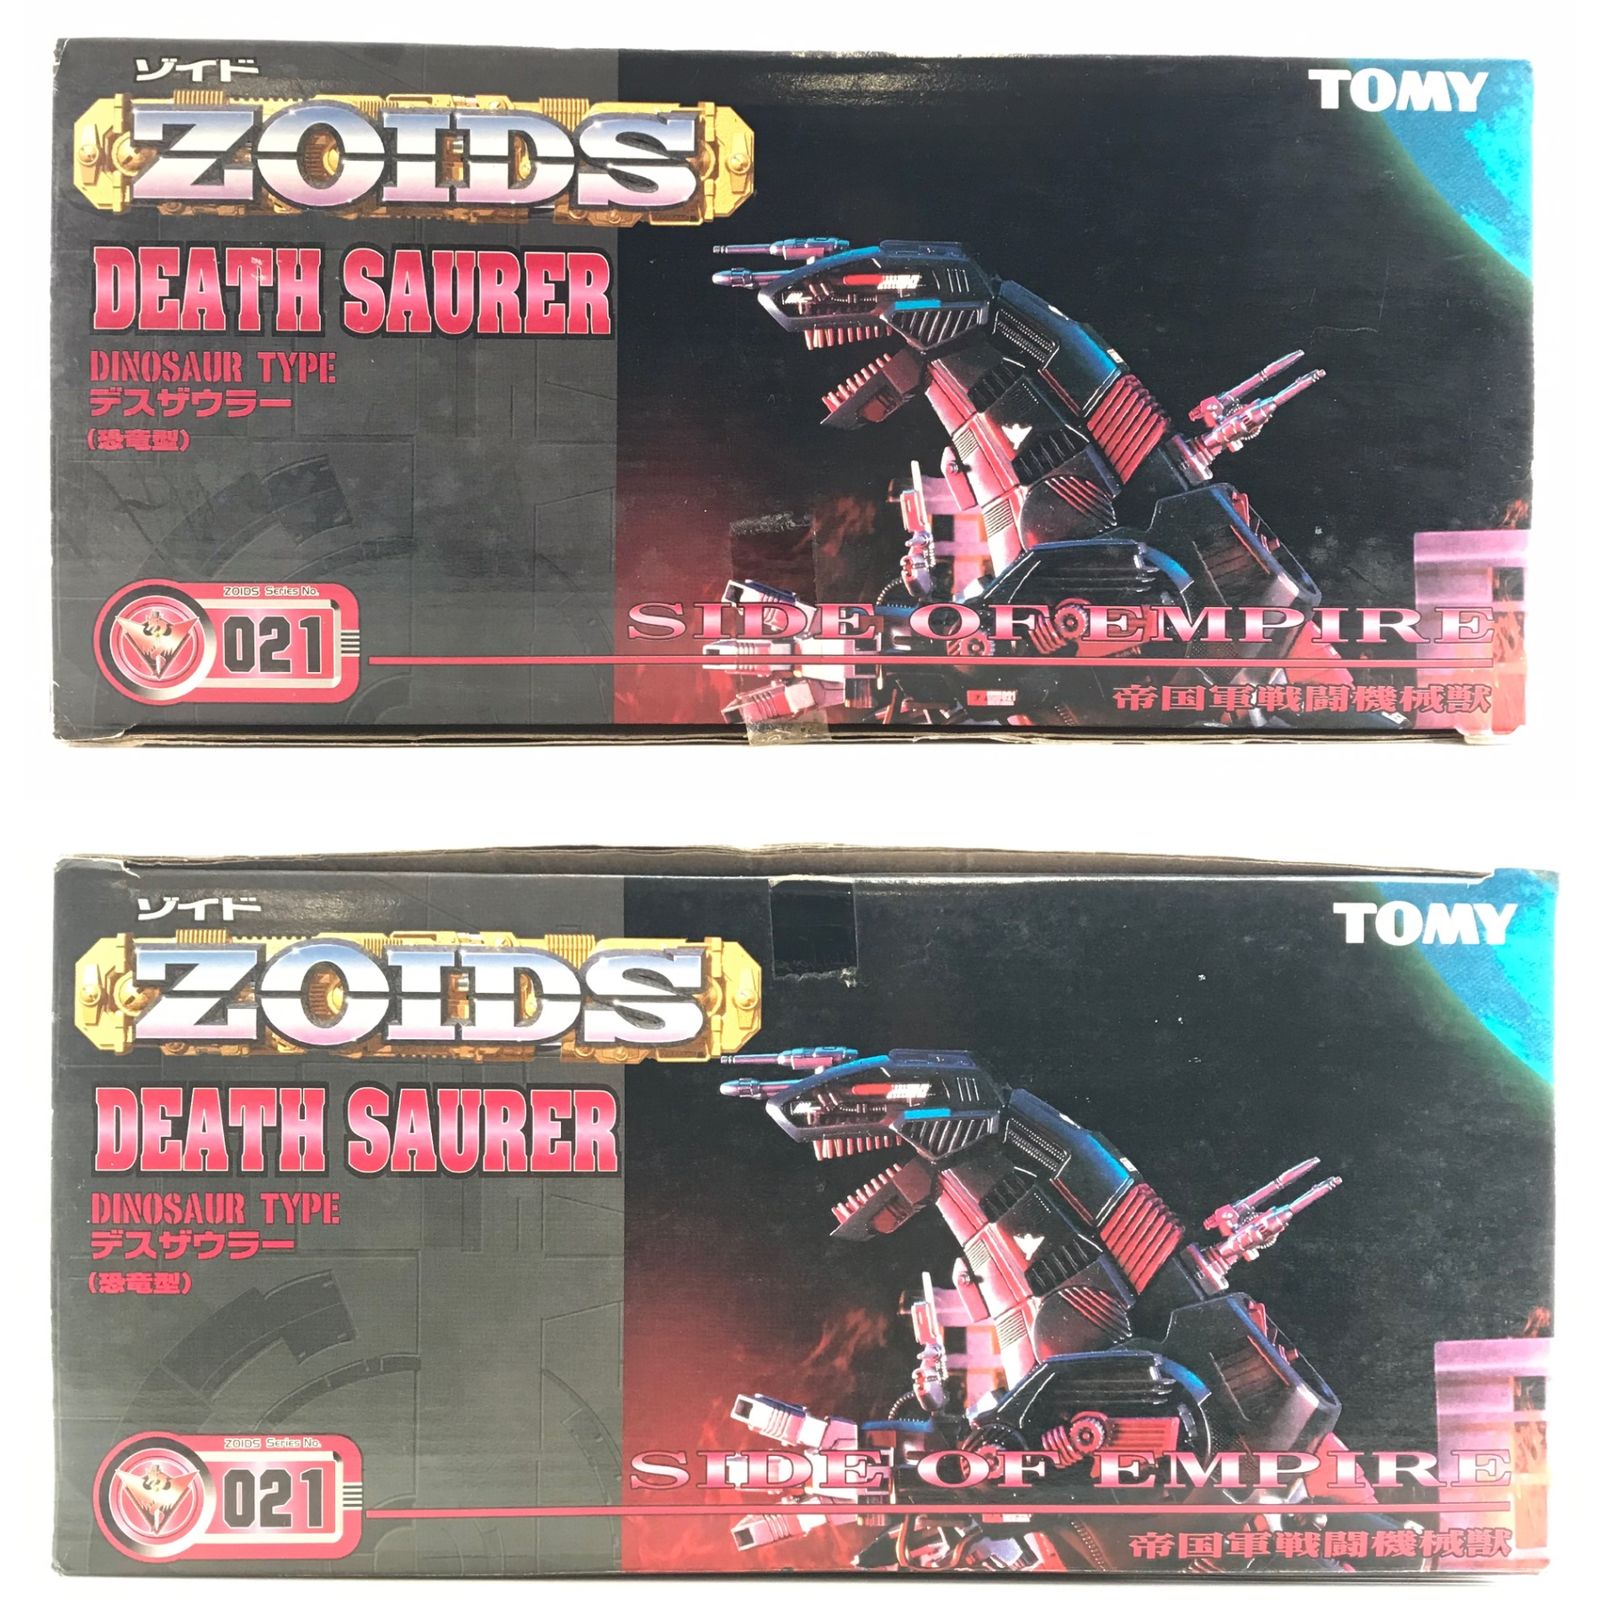 ゾイド
TOMY
ZOIDS
DEATH SAURER
DINOSAUR TYPE
デスザウラー
(恐竜型)
ZOIDS Series No.
021
SIDE OF EMPIRE
帝国軍戦闘機械獣
ゾイド
TOMY
ZOIDS
DEATH SAURER
DINOSAUR TYPE
デスザウラー
(恐竜型)
ZOIDS Series No.
021
SIDE OF EMPIRE
帝国軍戦闘機械獣